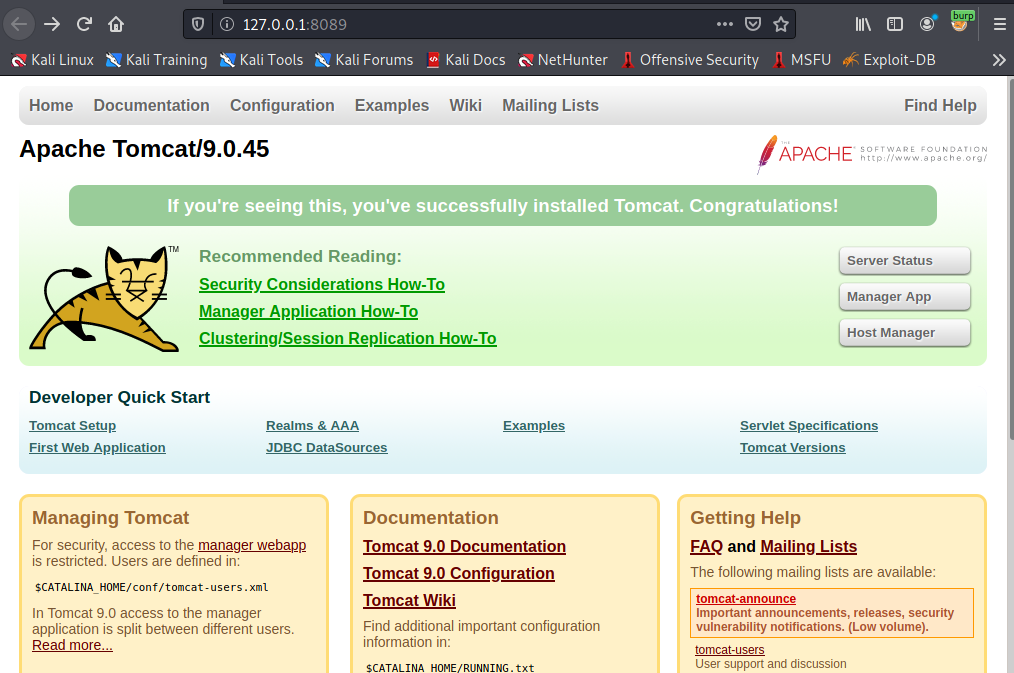 127.0.0.1:8089
burp
Kali Linux Kali Training Kali Tools Kali Forums Kali Docs NetHunter Offensive Security MSFU Exploit-DB
Home Documentation Configuration Examples Wiki Mailing Lists Find Help
Apache Tomcat/9.0.45
THE APACHE® SOFTWARE FOUNDATION
http://www.apache.org/
If you're seeing this, you've successfully installed Tomcat. Congratulations!
TM
Recommended Reading:
Security Considerations How-To
Manager Application How-To
Clustering/Session Replication How-To
Server Status
Manager App
Host Manager
Developer Quick Start
Tomcat Setup
First Web Application
Realms & AAA
JDBC DataSources
Examples
Servlet Specifications
Tomcat Versions
Managing Tomcat
For security, access to the manager webapp
is restricted. Users are defined in:
$CATALINA_HOME/conf/tomcat-users.xml
In Tomcat 9.0 access to the manager
application is split between different users.
Read more...
Documentation
Tomcat 9.0 Documentation
Tomcat 9.0 Configuration
Tomcat Wiki
Find additional important configuration
information in:
$CATALINA_HOME/RUNNING.txt
Getting Help
FAQ and Mailing Lists
The following mailing lists are available:
tomcat-announce
Important announcements, releases, security
vulnerability notifications. (Low volume).
tomcat-users
User support and discussion